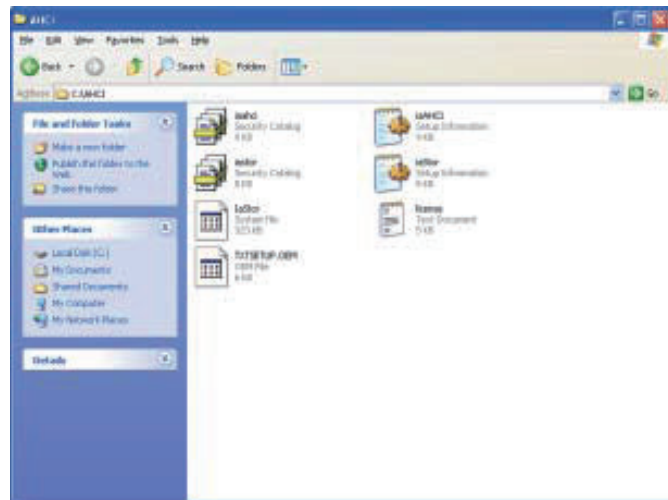 AHCI
File Edit View Favorites Tools Help
Back Search Folders
Address C:\AHCI Go
File and Folder Tasks
Make a new folder
Publish this folder to the
Web
Share this folder
Other Places
Local Disk (C:)
My Documents
Shared Documents
My Computer
My Network Places
Details
iaahci
Security Catalog
iaAHCI
Setup Information
iastor
Security Catalog
iaStor
Setup Information
IaStor
System File
Text Document
TXTSETUP.OEM
OEM File